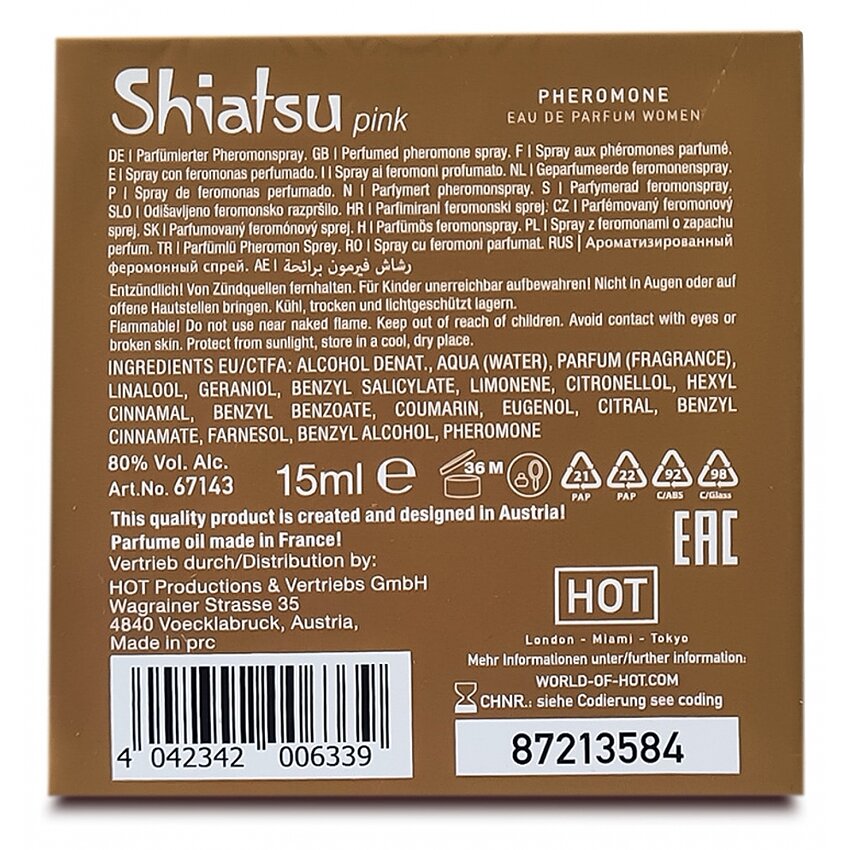 Shiatsu pink
PHEROMONE
EAU DE PARFUM WOMEN
DE | Parfümierter Pheromonspray. GB | Perfumed pheromone spray. F | Spray aux phéromones parfumé.
E | Spray con feromonas perfumado. I | Spray ai feromoni profumato. NL | Geparfumeerde feromonenspray.
P | Spray de feromonas perfumado. N | Parfymert pheromonspray. S | Parfymerad feromonspray.
SLO | Odišavljeno feromonsko razpršilo. HR | Parfimirani feromonski sprej. CZ | Parfémovaný feromonový
sprej. SK | Parfumovaný feromónový sprej. H | Parfümös feromonspray. PL | Spray z feromonami o zapachu
perfum. TR | Parfümlü Pheromon Sprey. RO | Spray cu feromoni parfumat. RUS | Ароматизированный
феромонный спрей. AE | رشاش فيرمون برائحة
Entzündlich! Von Zündquellen fernhalten. Für Kinder unerreichbar aufbewahren! Nicht in Augen oder auf
offene Hautstellen bringen. Kühl, trocken und lichtgeschützt lagern.
Flammable! Do not use near naked flame. Keep out of reach of children. Avoid contact with eyes or
broken skin. Protect from sunlight, store in a cool, dry place.
INGREDIENTS EU/CTFA: ALCOHOL DENAT., AQUA (WATER), PARFUM (FRAGRANCE),
LINALOOL, GERANIOL, BENZYL SALICYLATE, LIMONENE, CITRONELLOL, HEXYL
CINNAMAL, BENZYL BENZOATE, COUMARIN, EUGENOL, CITRAL, BENZYL
CINNAMATE, FARNESOL, BENZYL ALCOHOL, PHEROMONE
80% Vol. Alc.
Art.No. 67143
15ml e
36 M
21
PAP
22
PAP
92
C/ABS
98
C/Glass
This quality product is created and designed in Austria!
Parfume oil made in France!
Vertrieb durch/Distribution by:
HOT Productions & Vertriebs GmbH
Wagrainer Strasse 35
4840 Voecklabruck, Austria,
Made in prc
EAC
HOT
London - Miami - Tokyo
Mehr Informationen unter/further information:
WORLD-OF-HOT.COM
CHNR.: siehe Codierung see coding
4 042342 006339
87213584